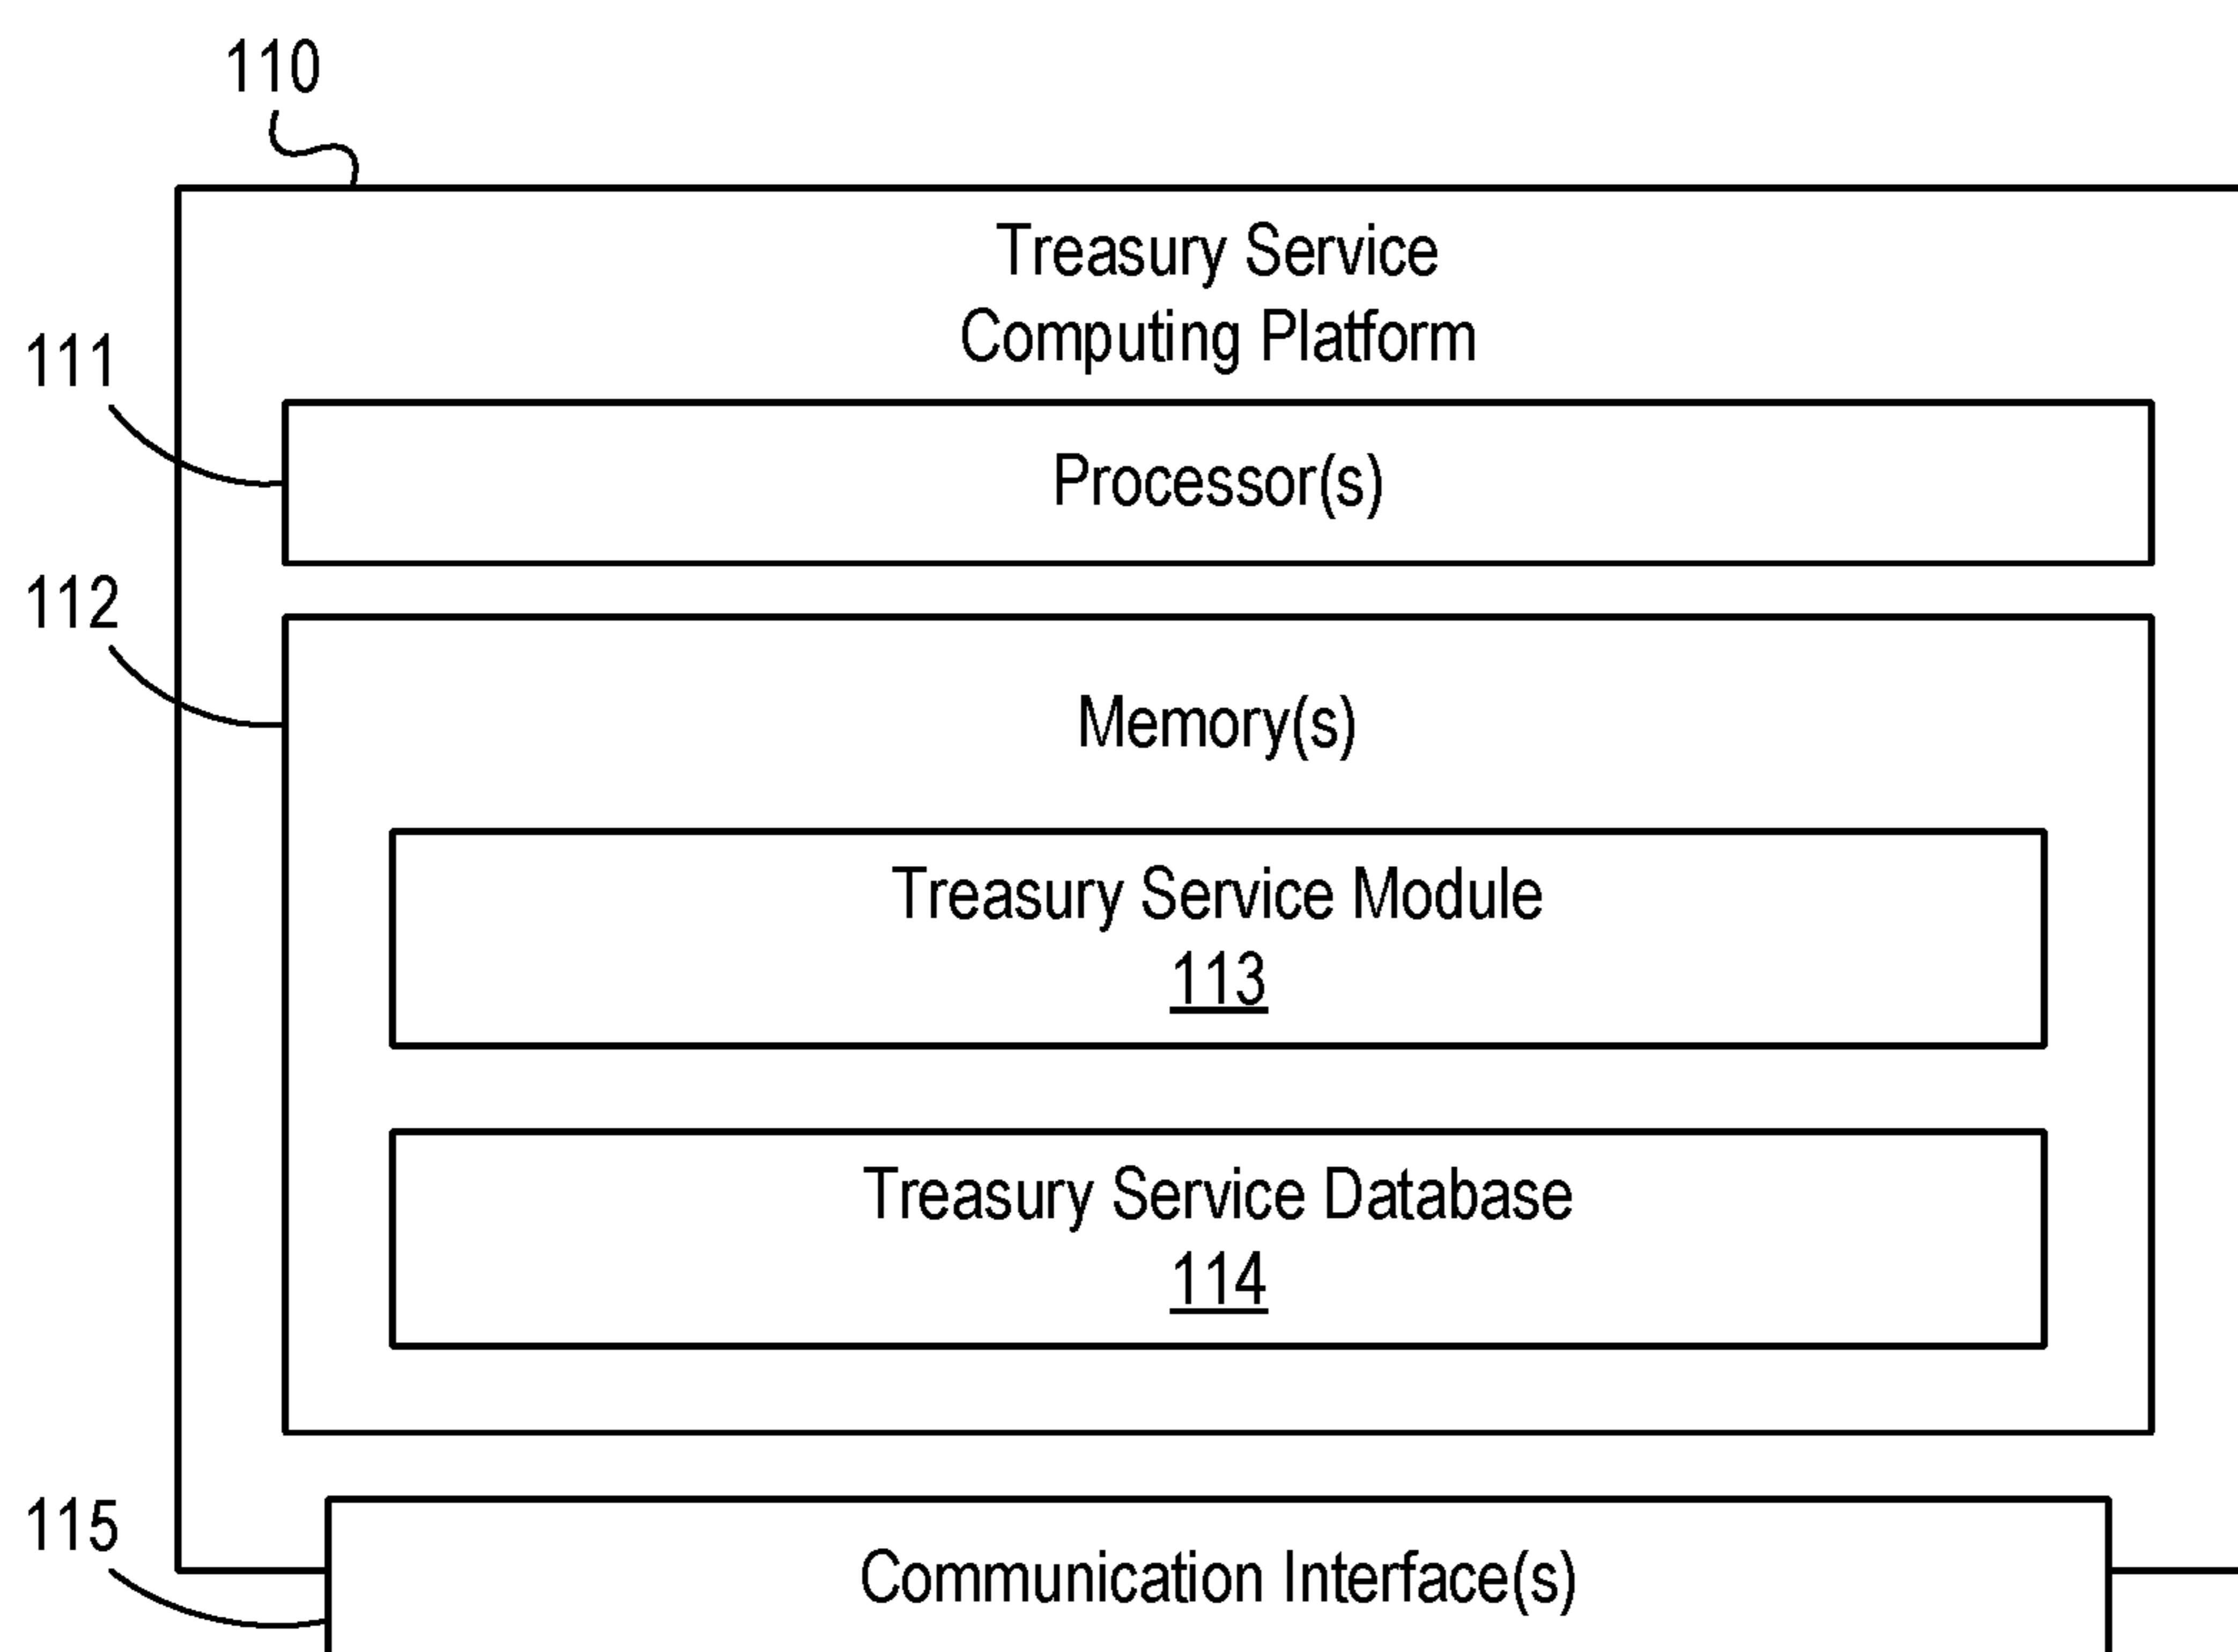 110
Treasury Service
Computing Platform
111
Processor(s)
112
Memory(s)
Treasury Service Module
113
Treasury Service Database
114
115
Communication Interface(s)